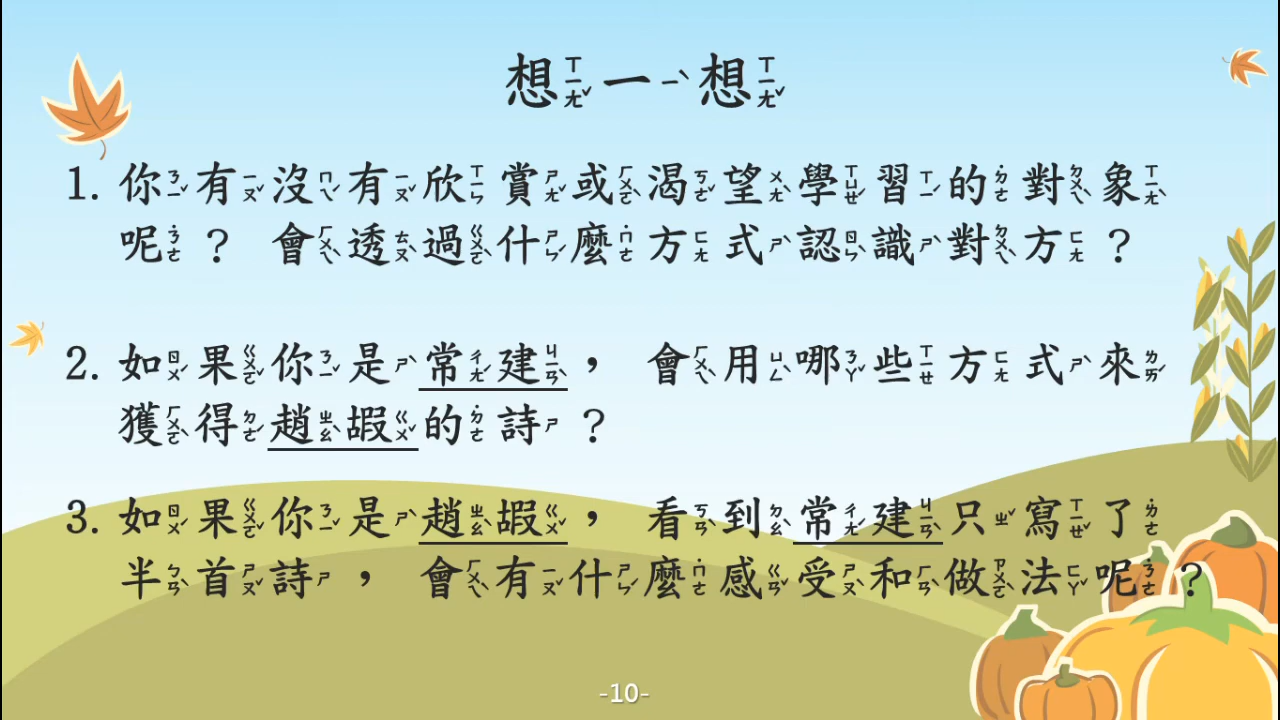 想一想
1. 你有沒有欣賞或渴望學習的對象
呢？ 會透過什麼方式認識對方？
2. 如果你是常建， 會用哪些方式來
獲得趙嘏的詩？
3. 如果你是趙嘏， 看到常建只寫了
半首詩， 會有什麼感受和做法呢？
-10-